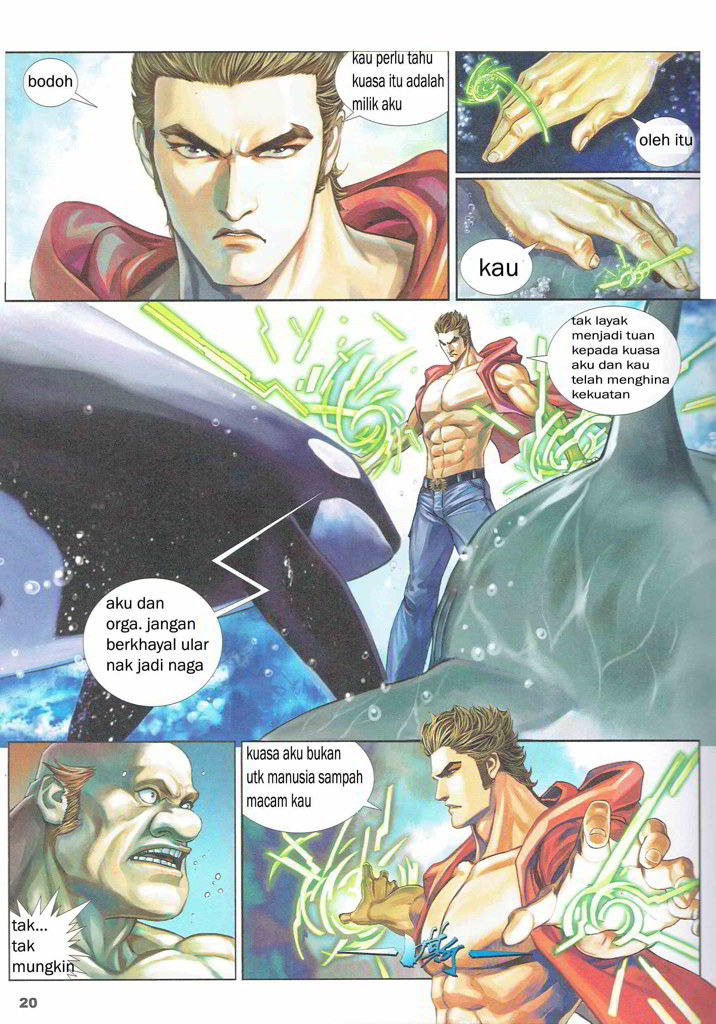 bodoh
kau perlu tahu
kuasa itu adalah
milik aku
oleh itu
kau
tak layak
menjadi tuan
kepada kuasa
aku dan kau
telah menghina
kekuatan
aku dan
orga. jangan
berkhayal ular
nak jadi naga
tak...
tak
mungkin
kuasa aku bukan
utk manusia sampah
macam kau
20